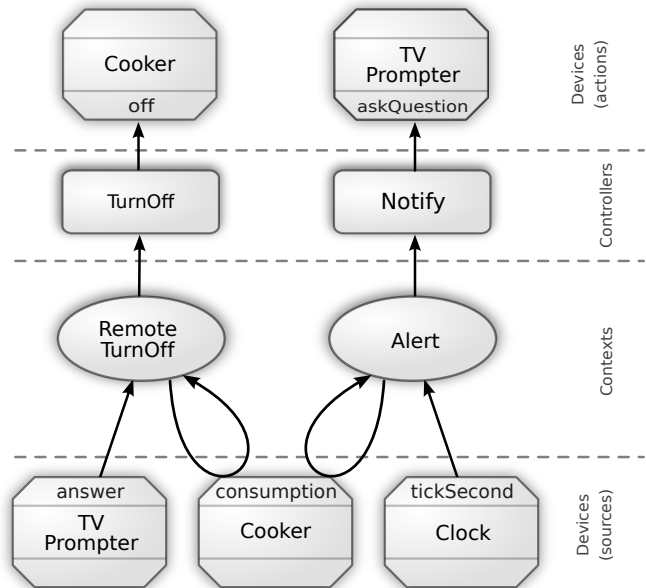 Cooker
off
TV
Prompter
askQuestion
Devices
(actions)
TurnOff
Notify
Controllers
Remote
TurnOff
Alert
Contexts
answer
TV
Prompter
consumption
Cooker
tickSecond
Clock
Devices
(sources)